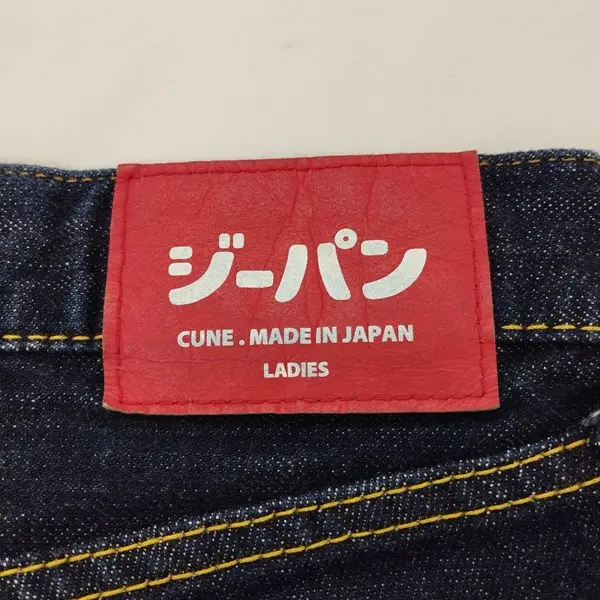 ジーパン
CUNE . MADE IN JAPAN
LADIES